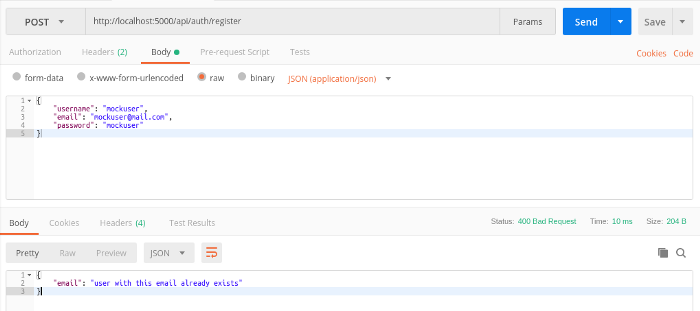 POST http://localhost:5000/api/auth/register Params Send Save
Authorization Headers (2) Body Pre-request Script Tests Cookies Code
form-data x-www-form-urlencoded raw binary JSON (application/json)
1 {
2 "username": "mockuser",
3 "email": "mockuser@mail.com",
4 "password": "mockuser"
5 }
Body Cookies Headers (4) Test Results Status: 400 Bad Request Time: 10 ms Size: 204 B
Pretty Raw Preview JSON
1 {
2 "email": "user with this email already exists"
3 }